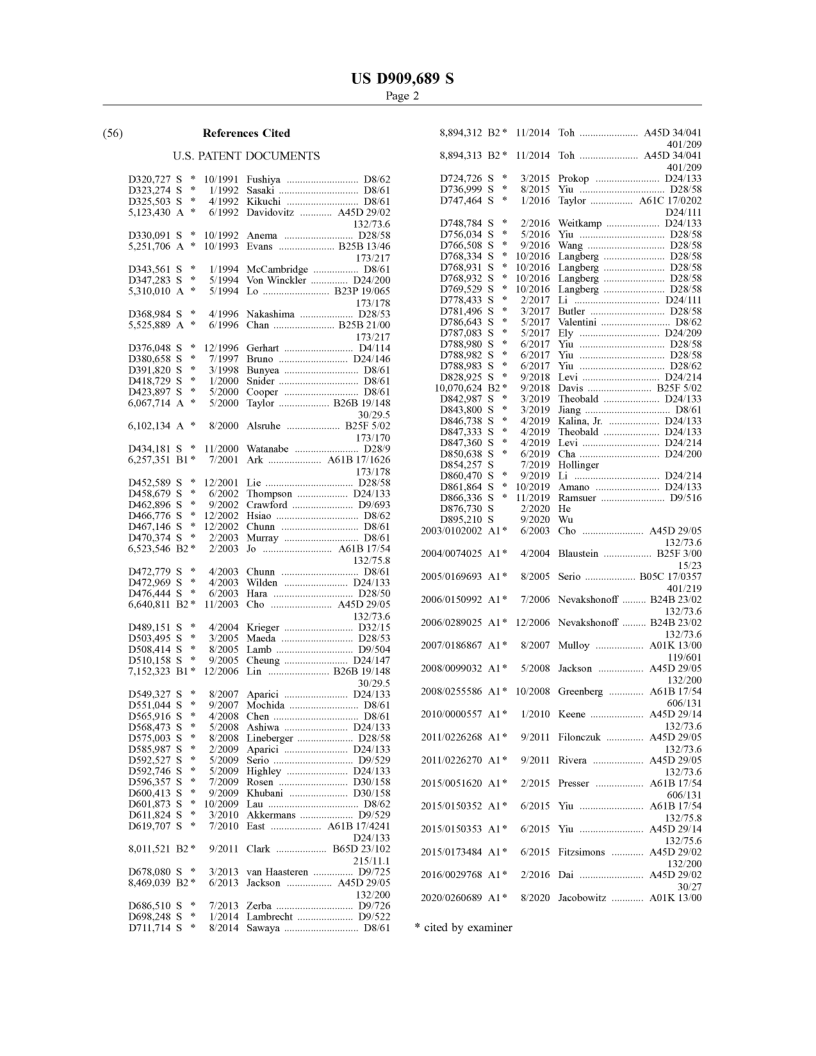 US D909,689 S
Page 2
(56) References Cited
U.S. PATENT DOCUMENTS
D320,727 S * 10/1991 Fushiya ........................... D8/62
D323,274 S * 1/1992 Sasaki .............................. D8/61
D325,503 S * 4/1992 Kikuchi ........................... D8/61
5,123,430 A * 6/1992 Davidovitz ............ A45D 29/02
132/73.6
D330,091 S * 10/1992 Anema .......................... D28/58
5,251,706 A * 10/1993 Evans ..................... B25B 13/46
173/217
D343,561 S * 1/1994 McCambridge ................. D8/61
D347,283 S * 5/1994 Von Winckler .............. D24/200
5,310,010 A * 5/1994 Lo ......................... B23P 19/065
173/178
D368,984 S * 4/1996 Nakashima .................... D28/53
5,525,889 A * 6/1996 Chan ....................... B25B 21/00
173/217
D376,048 S * 12/1996 Gerhart .......................... D4/114
D380,658 S * 7/1997 Bruno .......................... D24/146
D391,820 S * 3/1998 Bunyea ............................ D8/61
D418,729 S * 1/2000 Snider .............................. D8/61
D423,897 S * 5/2000 Cooper ............................ D8/61
6,067,714 A * 5/2000 Taylor ................... B26B 19/148
30/29.5
6,102,134 A * 8/2000 Alsruhe .................... B25F 5/02
173/170
D434,181 S * 11/2000 Watanabe ........................ D28/9
6,257,351 B1 * 7/2001 Ark .................... A61B 17/1626
173/178
D452,589 S * 12/2001 Lie ................................. D28/58
D458,679 S * 6/2002 Thompson ................... D24/133
D462,896 S * 9/2002 Crawford ....................... D9/693
D466,776 S * 12/2002 Hsiao ............................... D8/62
D467,146 S * 12/2002 Chunn ............................. D8/61
D470,374 S * 2/2003 Murray ............................ D8/61
6,523,546 B2 * 2/2003 Jo .......................... A61B 17/54
132/75.8
D472,779 S * 4/2003 Chunn ............................. D8/61
D472,969 S * 4/2003 Wilden ........................ D24/133
D476,444 S * 6/2003 Hara .............................. D28/50
6,640,811 B2 * 11/2003 Cho ....................... A45D 29/05
132/73.6
D489,151 S * 4/2004 Krieger .......................... D32/15
D503,495 S * 3/2005 Maeda ........................... D28/53
D508,414 S * 8/2005 Lamb ............................. D9/504
D510,158 S * 9/2005 Cheung ........................ D24/147
7,152,323 B1 * 12/2006 Lin ....................... B26B 19/148
30/29.5
D549,327 S * 8/2007 Aparici ........................ D24/133
D551,044 S * 9/2007 Mochida .......................... D8/61
D565,916 S * 4/2008 Chen ................................ D8/61
D568,473 S * 5/2008 Ashiwa ........................ D24/133
D575,003 S * 8/2008 Lineberger ..................... D28/58
D585,987 S * 2/2009 Aparici ........................ D24/133
D592,527 S * 5/2009 Serio .............................. D9/529
D592,746 S * 5/2009 Highley ....................... D24/133
D596,357 S * 7/2009 Rosen .......................... D30/158
D600,413 S * 9/2009 Khubani ...................... D30/158
D601,873 S * 10/2009 Lau .................................. D8/62
D611,824 S * 3/2010 Akkermans .................... D9/529
D619,707 S * 7/2010 East ................... A61B 17/4241
D24/133
8,011,521 B2 * 9/2011 Clark ................... B65D 23/102
215/11.1
D678,080 S * 3/2013 van Haasteren ............... D9/725
8,469,039 B2 * 6/2013 Jackson ................. A45D 29/05
132/200
D686,510 S * 7/2013 Zerba ............................. D9/726
D698,248 S * 1/2014 Lambrecht ..................... D9/522
D711,714 S * 8/2014 Sawaya ............................ D8/61
8,894,312 B2 * 11/2014 Toh ...................... A45D 34/041
401/209
8,894,313 B2 * 11/2014 Toh ...................... A45D 34/041
401/209
D724,726 S * 3/2015 Prokop ........................ D24/133
D736,999 S * 8/2015 Yiu ................................ D28/58
D747,464 S * 1/2016 Taylor ................ A61C 17/0202
D24/111
D748,784 S * 2/2016 Weitkamp .................... D24/133
D756,034 S * 5/2016 Yiu ................................ D28/58
D766,508 S * 9/2016 Wang ............................. D28/58
D768,334 S * 10/2016 Langberg ....................... D28/58
D768,931 S * 10/2016 Langberg ....................... D28/58
D768,932 S * 10/2016 Langberg ....................... D28/58
D769,529 S * 10/2016 Langberg ....................... D28/58
D778,433 S * 2/2017 Li ................................ D24/111
D781,496 S * 3/2017 Butler ............................ D28/58
D786,643 S * 5/2017 Valentini ........................... D8/62
D787,083 S * 5/2017 Ely .............................. D24/209
D788,980 S * 6/2017 Yiu ................................ D28/58
D788,982 S * 6/2017 Yiu ................................ D28/58
D788,983 S * 6/2017 Yiu ................................ D28/62
D828,925 S * 9/2018 Levi ............................. D24/214
10,070,624 B2 * 9/2018 Davis ........................ B25F 5/02
D842,987 S * 3/2019 Theobald ..................... D24/133
D843,800 S * 3/2019 Jiang ................................ D8/61
D846,738 S * 4/2019 Kalina, Jr. ................... D24/133
D847,333 S * 4/2019 Theobald ..................... D24/133
D847,360 S * 4/2019 Levi ............................. D24/214
D850,638 S * 6/2019 Cha .............................. D24/200
D854,257 S 7/2019 Hollinger
D860,470 S * 9/2019 Li ................................ D24/214
D861,864 S * 10/2019 Amano ........................ D24/133
D866,336 S * 11/2019 Ramsuer ........................ D9/516
D876,730 S 2/2020 He
D895,210 S 9/2020 Wu
2003/0102002 A1 * 6/2003 Cho ....................... A45D 29/05
132/73.6
2004/0074025 A1 * 4/2004 Blaustein .................. B25F 3/00
15/23
2005/0169693 A1 * 8/2005 Serio ................... B05C 17/0357
401/219
2006/0150992 A1 * 7/2006 Nevakshonoff ......... B24B 23/02
132/73.6
2006/0289025 A1 * 12/2006 Nevakshonoff ......... B24B 23/02
132/73.6
2007/0186867 A1 * 8/2007 Mulloy .................. A01K 13/00
119/601
2008/0099032 A1 * 5/2008 Jackson ................. A45D 29/05
132/200
2008/0255586 A1 * 10/2008 Greenberg ............. A61B 17/54
606/131
2010/0000557 A1 * 1/2010 Keene .................... A45D 29/14
132/73.6
2011/0226268 A1 * 9/2011 Filonczuk .............. A45D 29/05
132/73.6
2011/0226270 A1 * 9/2011 Rivera ................... A45D 29/05
132/73.6
2015/0051620 A1 * 2/2015 Presser .................. A61B 17/54
606/131
2015/0150352 A1 * 6/2015 Yiu ........................ A61B 17/54
132/75.8
2015/0150353 A1 * 6/2015 Yiu ........................ A45D 29/14
132/75.6
2015/0173484 A1 * 6/2015 Fitzsimons ............ A45D 29/02
132/200
2016/0029768 A1 * 2/2016 Dai ........................ A45D 29/02
30/27
2020/0260689 A1 * 8/2020 Jacobowitz ............ A01K 13/00
* cited by examiner